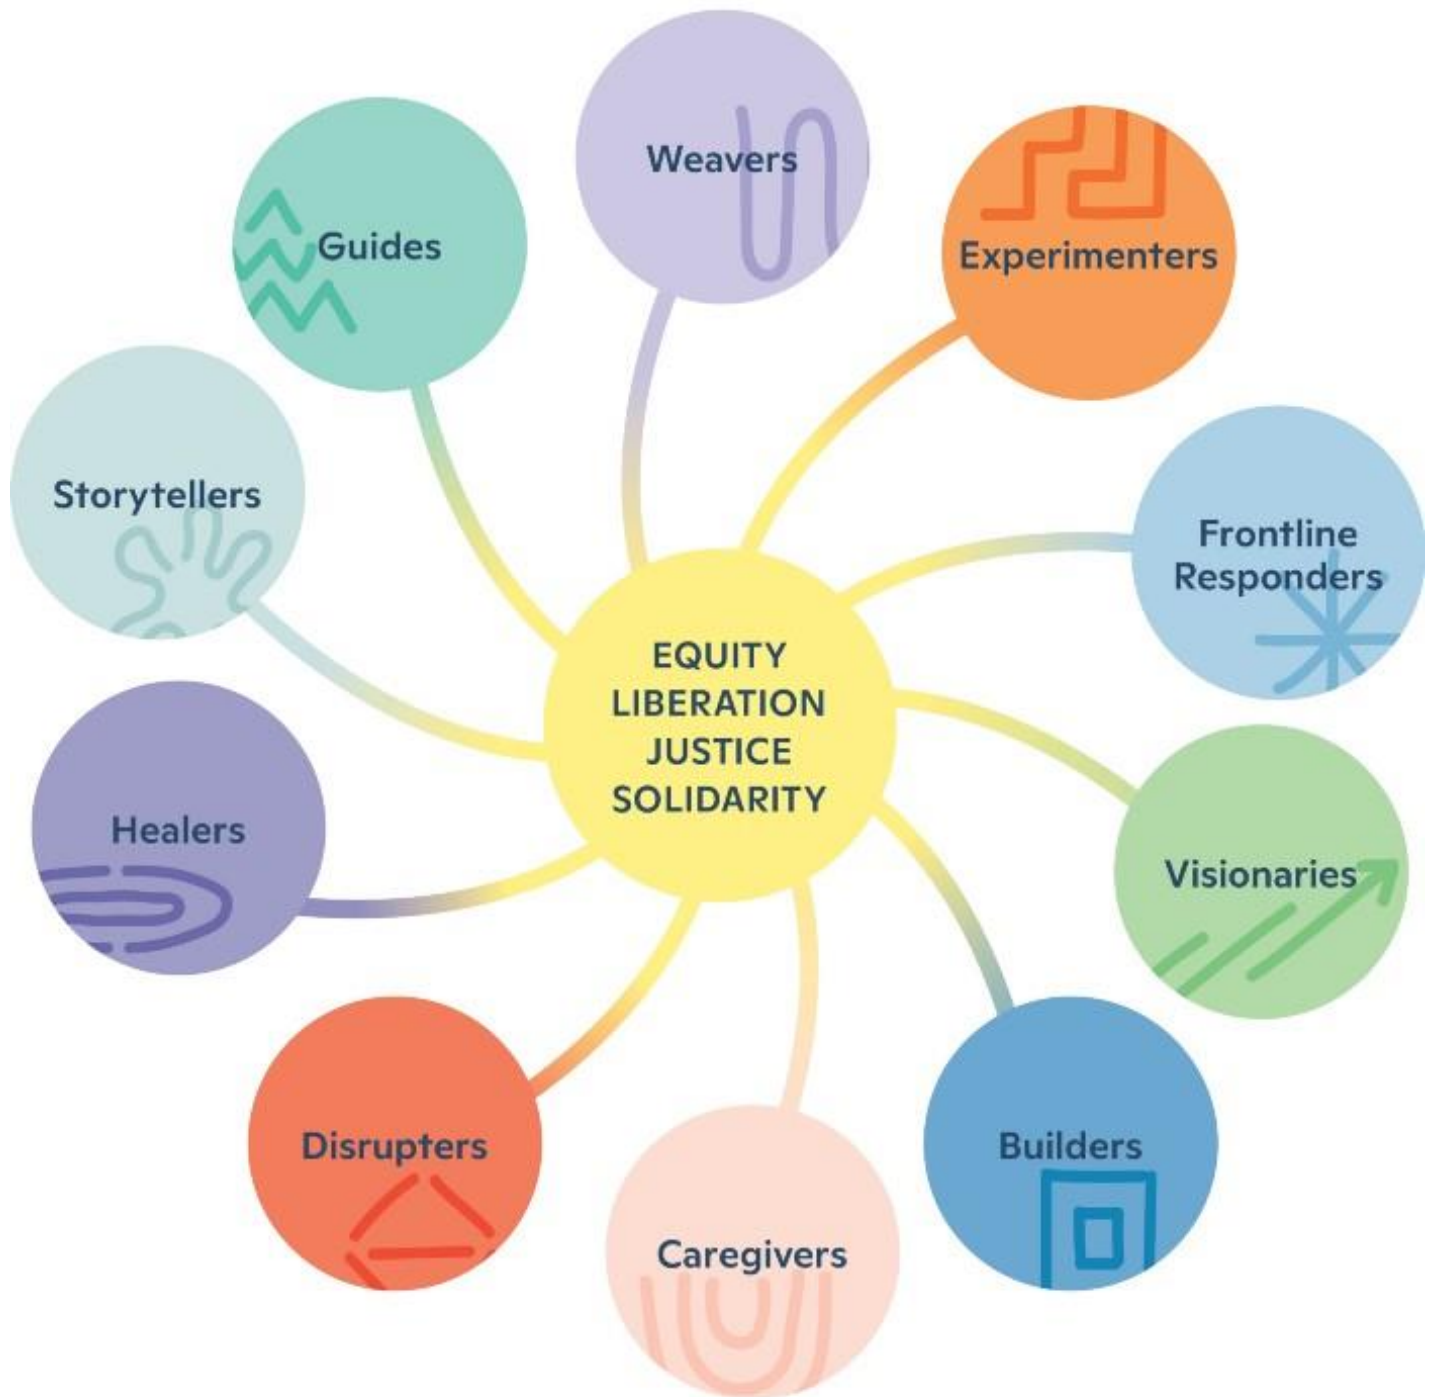 Weavers
Experimenters
Frontline
Responders
Visionaries
Builders
Caregivers
Disrupters
Healers
Storytellers
Guides
EQUITY
LIBERATION
JUSTICE
SOLIDARITY